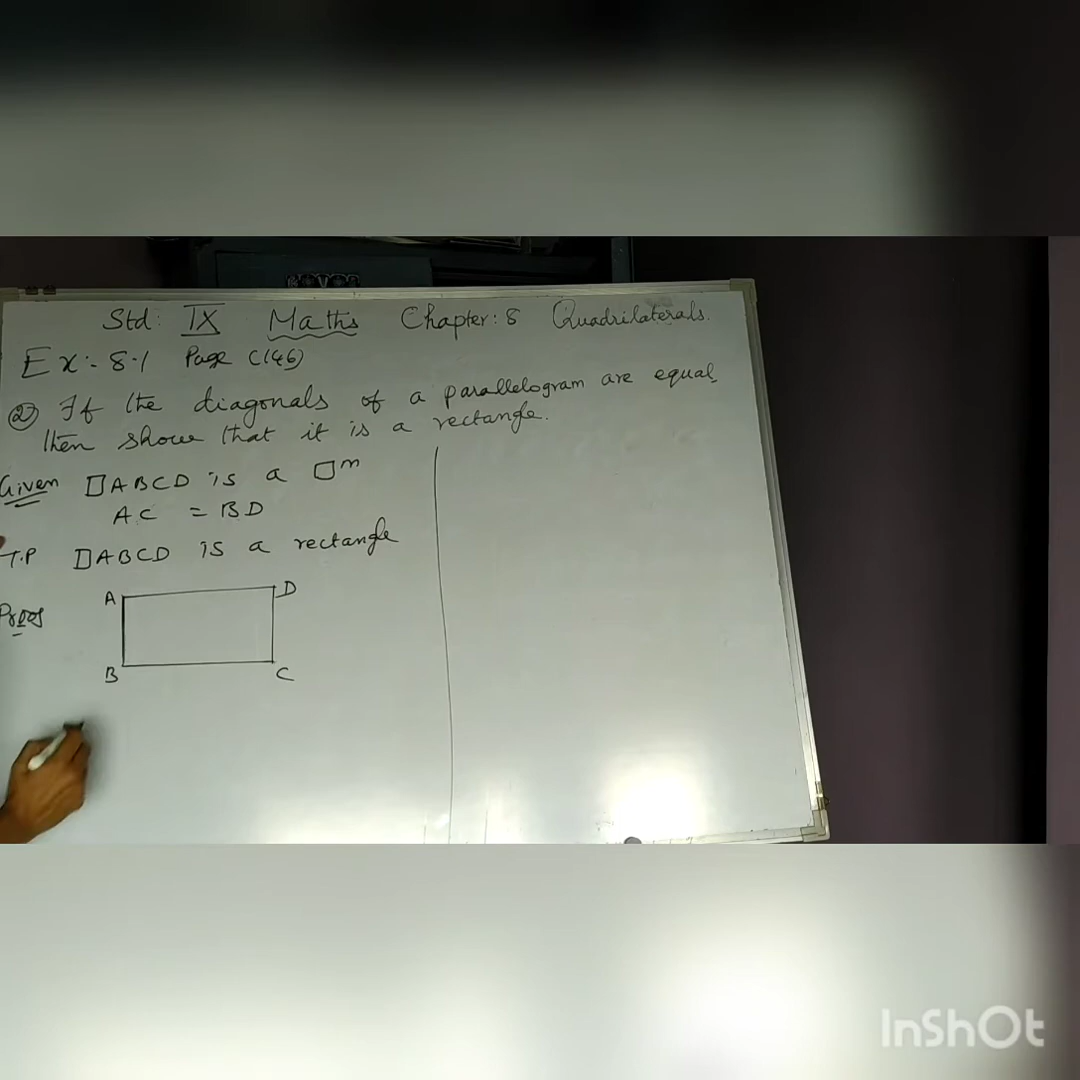 Std: IX Maths Chapter: 8 Quadrilaterals.
Ex:- 8.1 Page (146)
(2) If the diagonals of a parallelogram are equal,
then show that it is a rectangle.
Given □ABCD is a □m
AC = BD
T.P □ABCD is a rectangle
Proof
A D
B C
InShOt